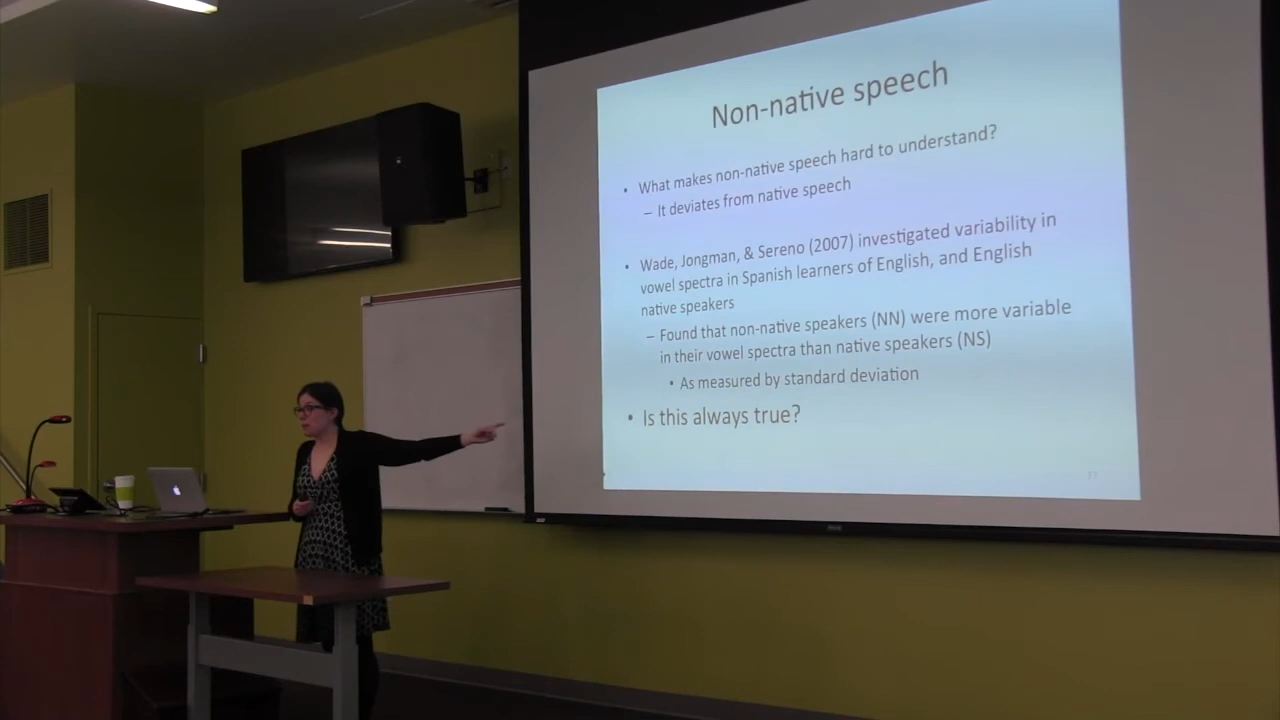 Non-native speech
• What makes non-native speech hard to understand?
– It deviates from native speech
• Wade, Jongman, & Sereno (2007) investigated variability in
vowel spectra in Spanish learners of English, and English
native speakers
– Found that non-native speakers (NN) were more variable
in their vowel spectra than native speakers (NS)
• As measured by standard deviation
• Is this always true?